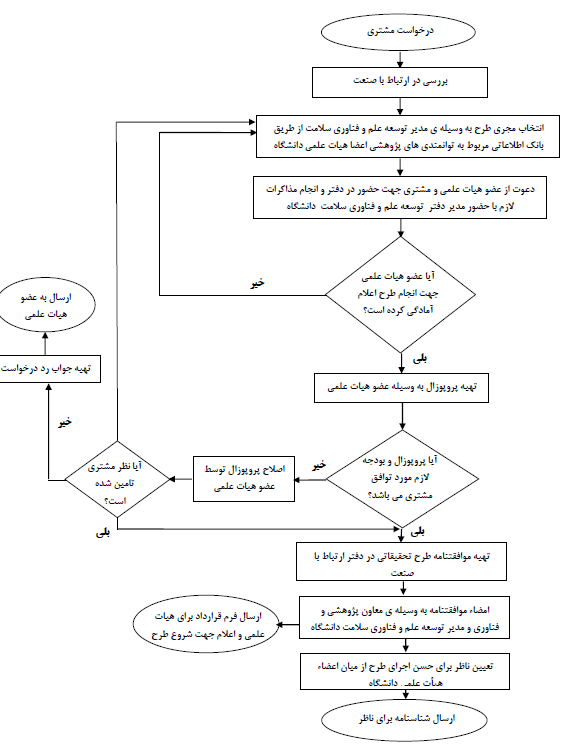 درخواست مشتری
بررسی در ارتباط با صنعت
انتخاب مجری طرح به وسیله ی مدیر توسعه علم و فناوری سلامت از طریق
بانک اطلاعاتی مربوط به توانمندی های پژوهشی اعضا هیات علمی دانشگاه
دعوت از عضو هیات علمی و مشتری جهت حضور در دفتر و انجام مذاکرات
لازم با حضور مدیر دفتر توسعه علم و فناوری سلامت دانشگاه
آیا عضو هیات علمی
جهت انجام طرح اعلام
آمادگی کرده است؟
خیر
بلی
تهیه پروپوزال به وسیله عضو هیات علمی
آیا پروپوزال و بودجه
لازم مورد توافق
مشتری می باشد؟
خیر
بلی
اصلاح پروپوزال توسط
عضو هیات علمی
آیا نظر مشتری
تامین شده
است؟
خیر
بلی
تهیه جواب رد درخواست
ارسال به عضو
هیات علمی
تهیه موافقتنامه طرح تحقیقاتی در دفتر ارتباط با
صنعت
امضاء موافقتنامه به وسیله ی معاون پژوهشی و
فناوری و مدیر توسعه علم و فناوری سلامت دانشگاه
ارسال فرم قرارداد برای هیات
علمی و اعلام جهت شروع طرح
تعیین ناظر برای حسن اجرای طرح از میان اعضاء
هیأت علمی دانشگاه
ارسال شناسنامه برای ناظر